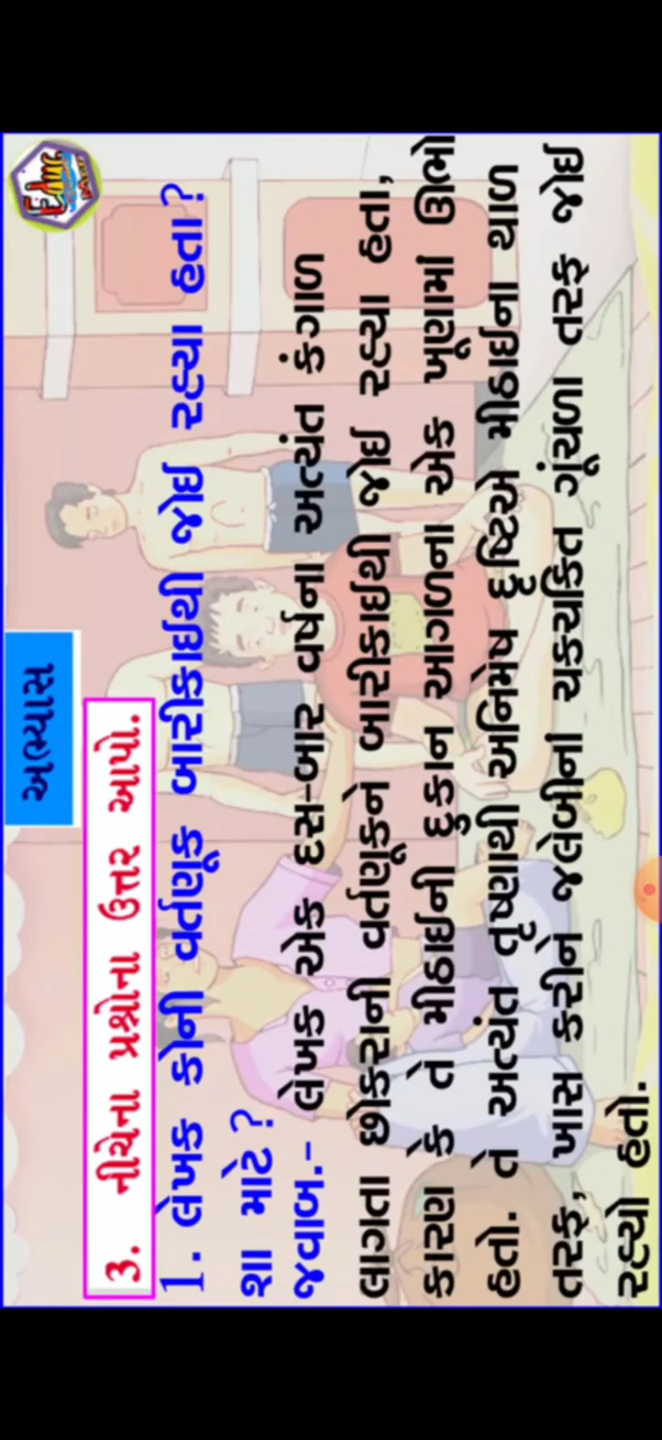 અભ્યાસ
3. નીચેના પ્રશ્નોના ઉત્તર આપો.
1. લેખક કોની વર્તણૂક બારીકાઈથી જોઇ રહ્યા હતા?
શા માટે?
જવાબ.- લેખક એક દસ-બાર વર્ષના અત્યંત કંગાળ
લાગતા છોકરાની વર્તણૂકને બારીકાઈથી જોઇ રહ્યા હતા,
કારણ કે તે મીઠાઈની દુકાન આગળના એક ખૂણામાં ઊભો
હતો. તે અત્યંત તૃષ્ણાથી અનિમેષ દૃષ્ટિએ મીઠાઈના થાળ
તરફ, ખાસ કરીને જલેબીનાં ચકચકિત ગૂંચળા તરફ જોઇ
રહ્યો હતો.